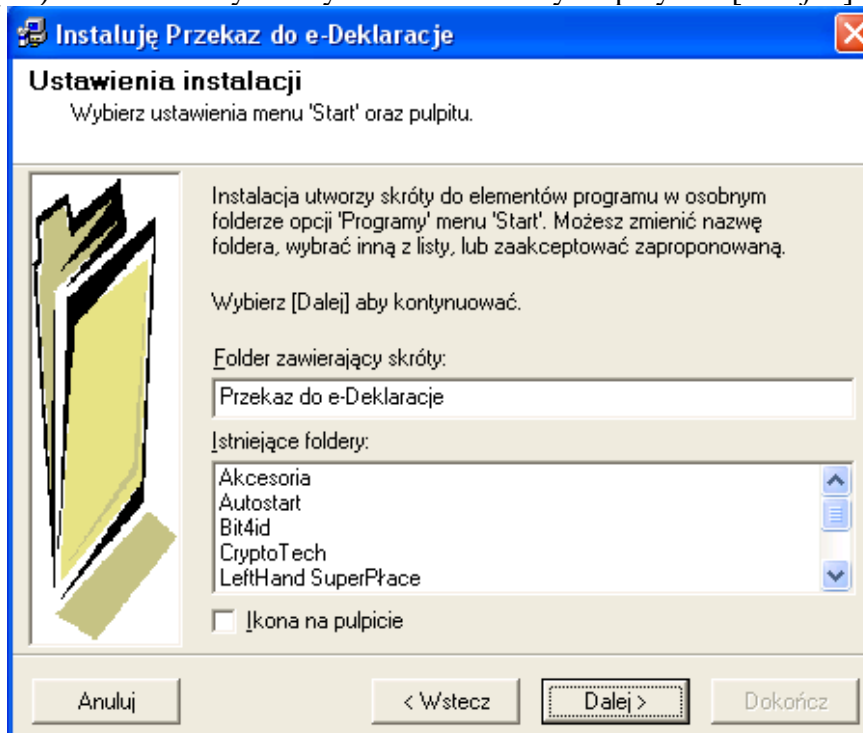 Instaluję Przekaz do e-Deklaracje
Ustawienia instalacji
Wybierz ustawienia menu 'Start' oraz pulpitu.
Instalacja utworzy skróty do elementów programu w osobnym
folderze opcji 'Programy' menu 'Start'. Możesz zmienić nazwę
foldera, wybrać inną z listy, lub zaakceptować zaproponowaną.
Wybierz [Dalej] aby kontynuować.
Folder zawierający skróty:
Przekaz do e-Deklaracje
Istniejące foldery:
Akcesoria
Autostart
Bit4id
CryptoTech
LeftHand SuperPłace
Ikona na pulpicie
Anuluj
< Wstecz
Dalej >
Dokończ